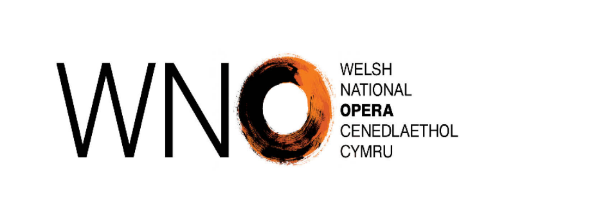 WNO
WELSH
NATIONAL
OPERA
CENEDLAETHOL
CYMRU